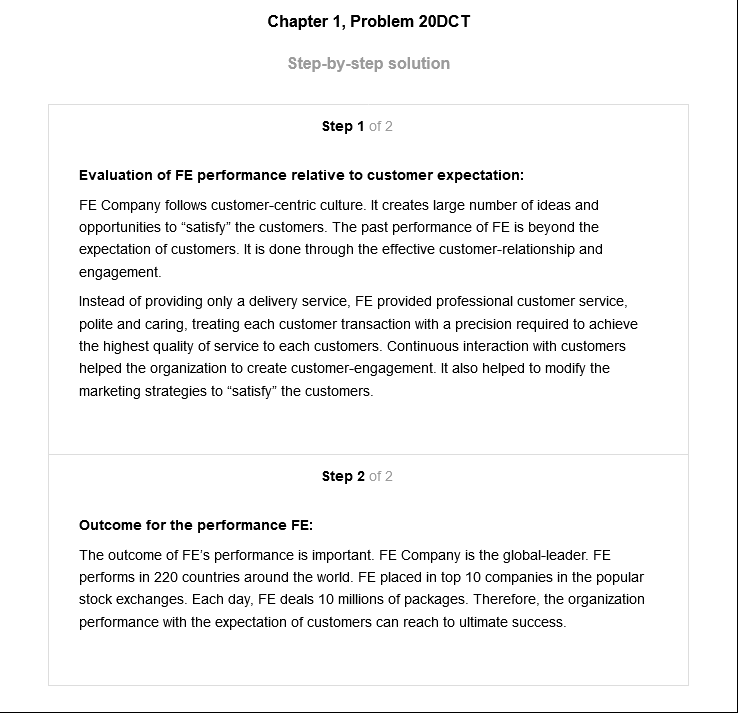 Chapter 1, Problem 20DCT
Step-by-step solution
Step 1 of 2
Evaluation of FE performance relative to customer expectation:
FE Company follows customer-centric culture. It creates large number of ideas and
opportunities to “satisfy” the customers. The past performance of FE is beyond the
expectation of customers. It is done through the effective customer-relationship and
engagement.
Instead of providing only a delivery service, FE provided professional customer service,
polite and caring, treating each customer transaction with a precision required to achieve
the highest quality of service to each customers. Continuous interaction with customers
helped the organization to create customer-engagement. It also helped to modify the
marketing strategies to “satisfy” the customers.
Step 2 of 2
Outcome for the performance FE:
The outcome of FE’s performance is important. FE Company is the global-leader. FE
performs in 220 countries around the world. FE placed in top 10 companies in the popular
stock exchanges. Each day, FE deals 10 millions of packages. Therefore, the organization
performance with the expectation of customers can reach to ultimate success.